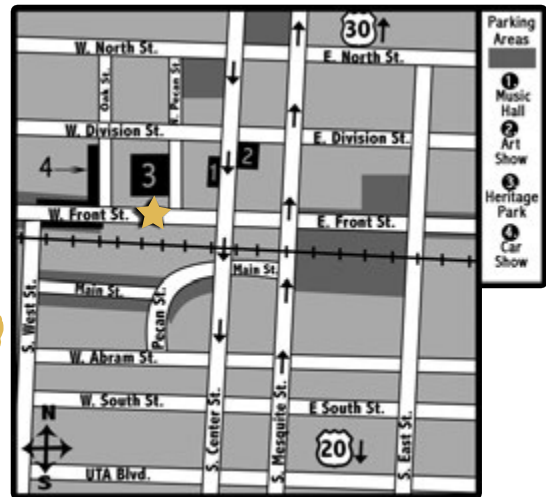 30
W. North St.
E. North St.
Oak St.
N. Pecan St.
W. Division St.
E. Division St.
4
3
1
2
W. Front St.
E. Front St.
Main St.
Main St.
Pecan St.
S. West St.
W. Abram St.
W. South St.
E South St.
S. Center St.
S. Mesquite St.
S. East St.
N
S
20
UTA Blvd.
Parking
Areas
1
Music
Hall
2
Art
Show
3
Heritage
Park
4
Car
Show